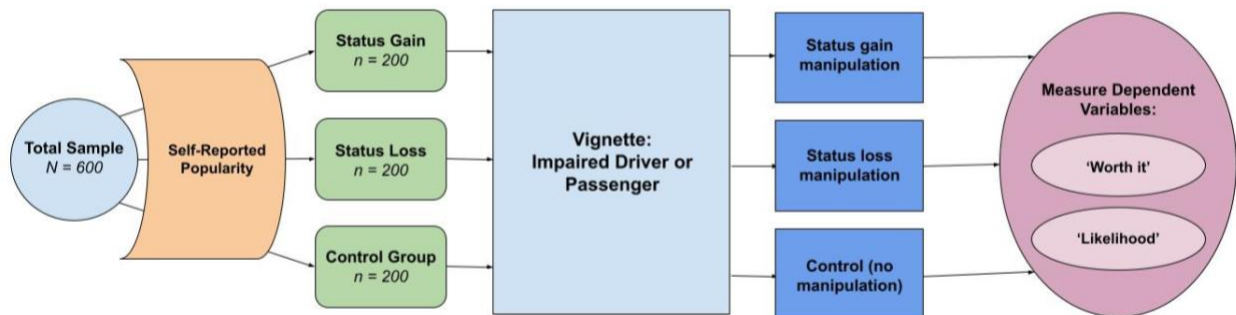 Total Sample
N = 600
Self-Reported
Popularity
Status Gain
n = 200
Status Loss
n = 200
Control Group
n = 200
Vignette:
Impaired Driver or
Passenger
Status gain
manipulation
Status loss
manipulation
Control (no
manipulation)
Measure Dependent
Variables:
‘Worth it’
‘Likelihood’